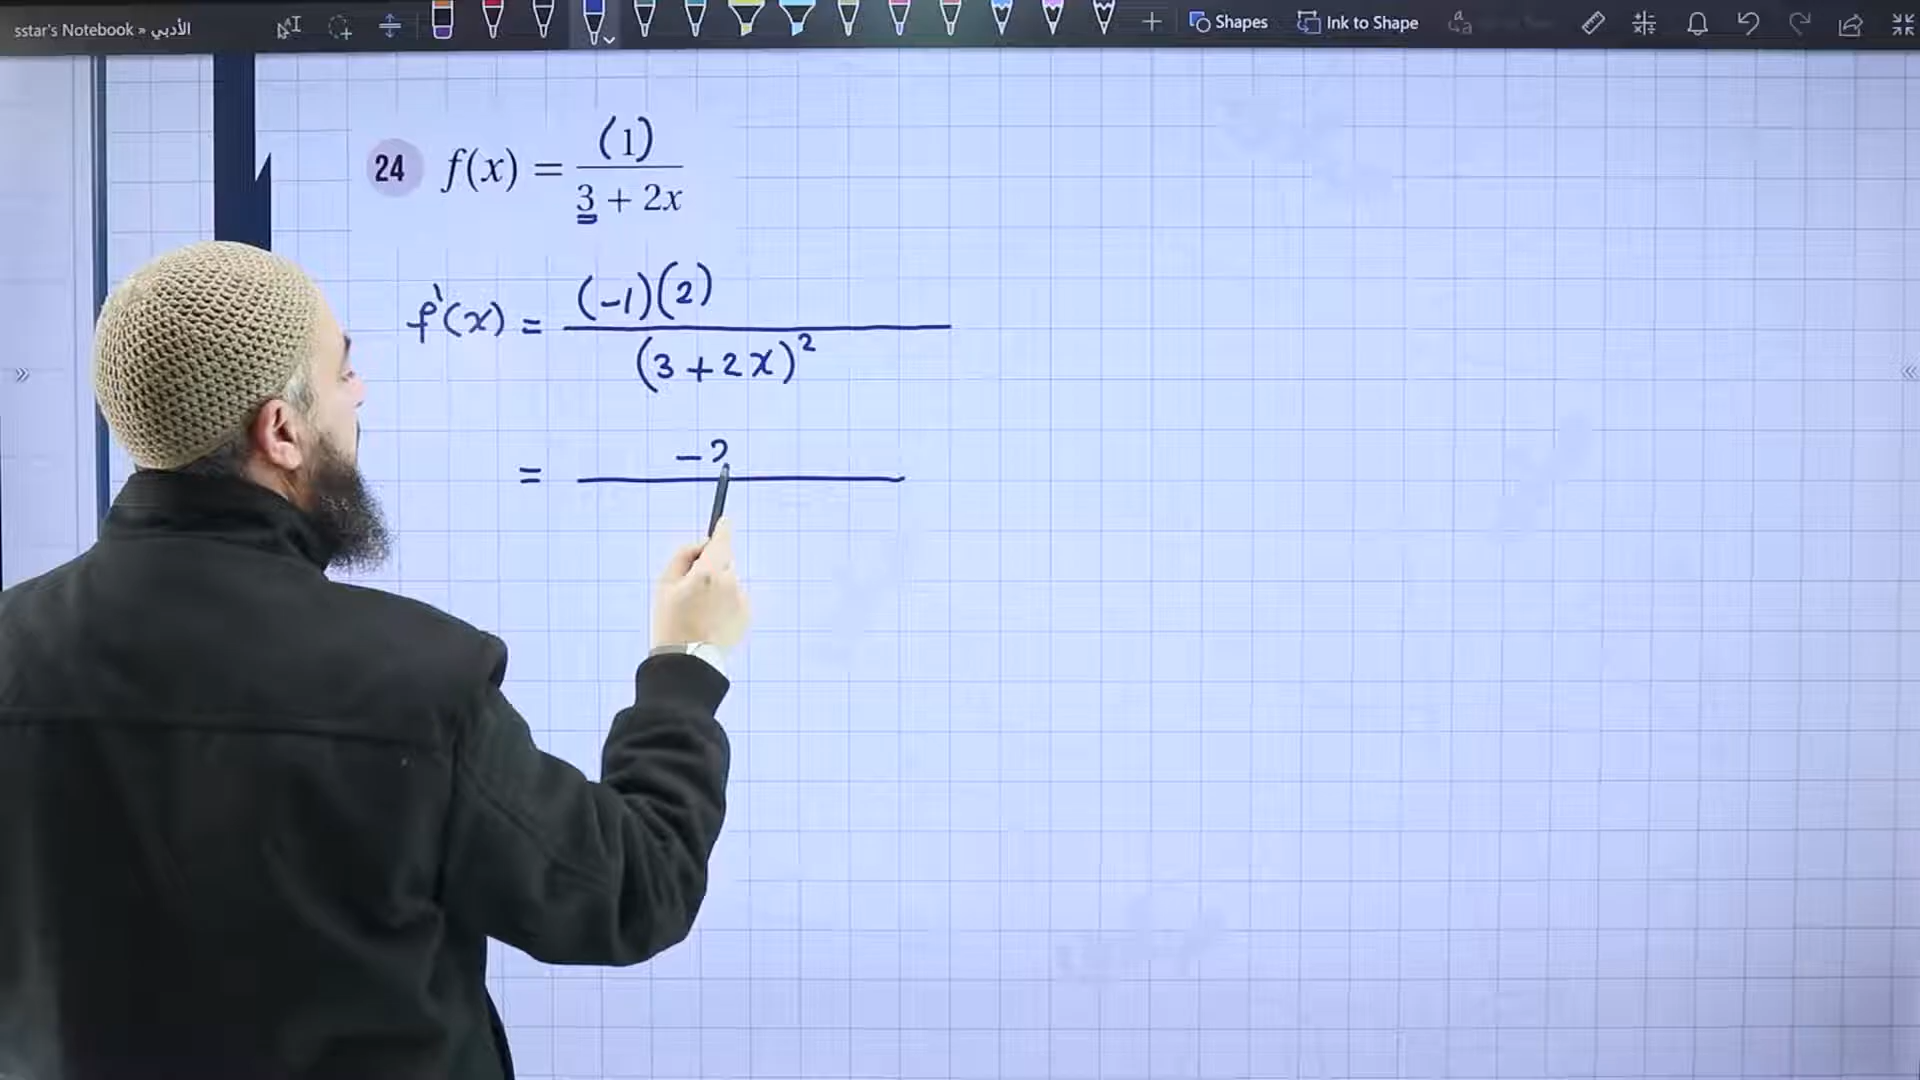 sstar's Notebook » الأدبي
Shapes
Ink to Shape
24 f(x) = (1) / 3 + 2x
f'(x) = (-1)(2) / (3 + 2x)²
= -2